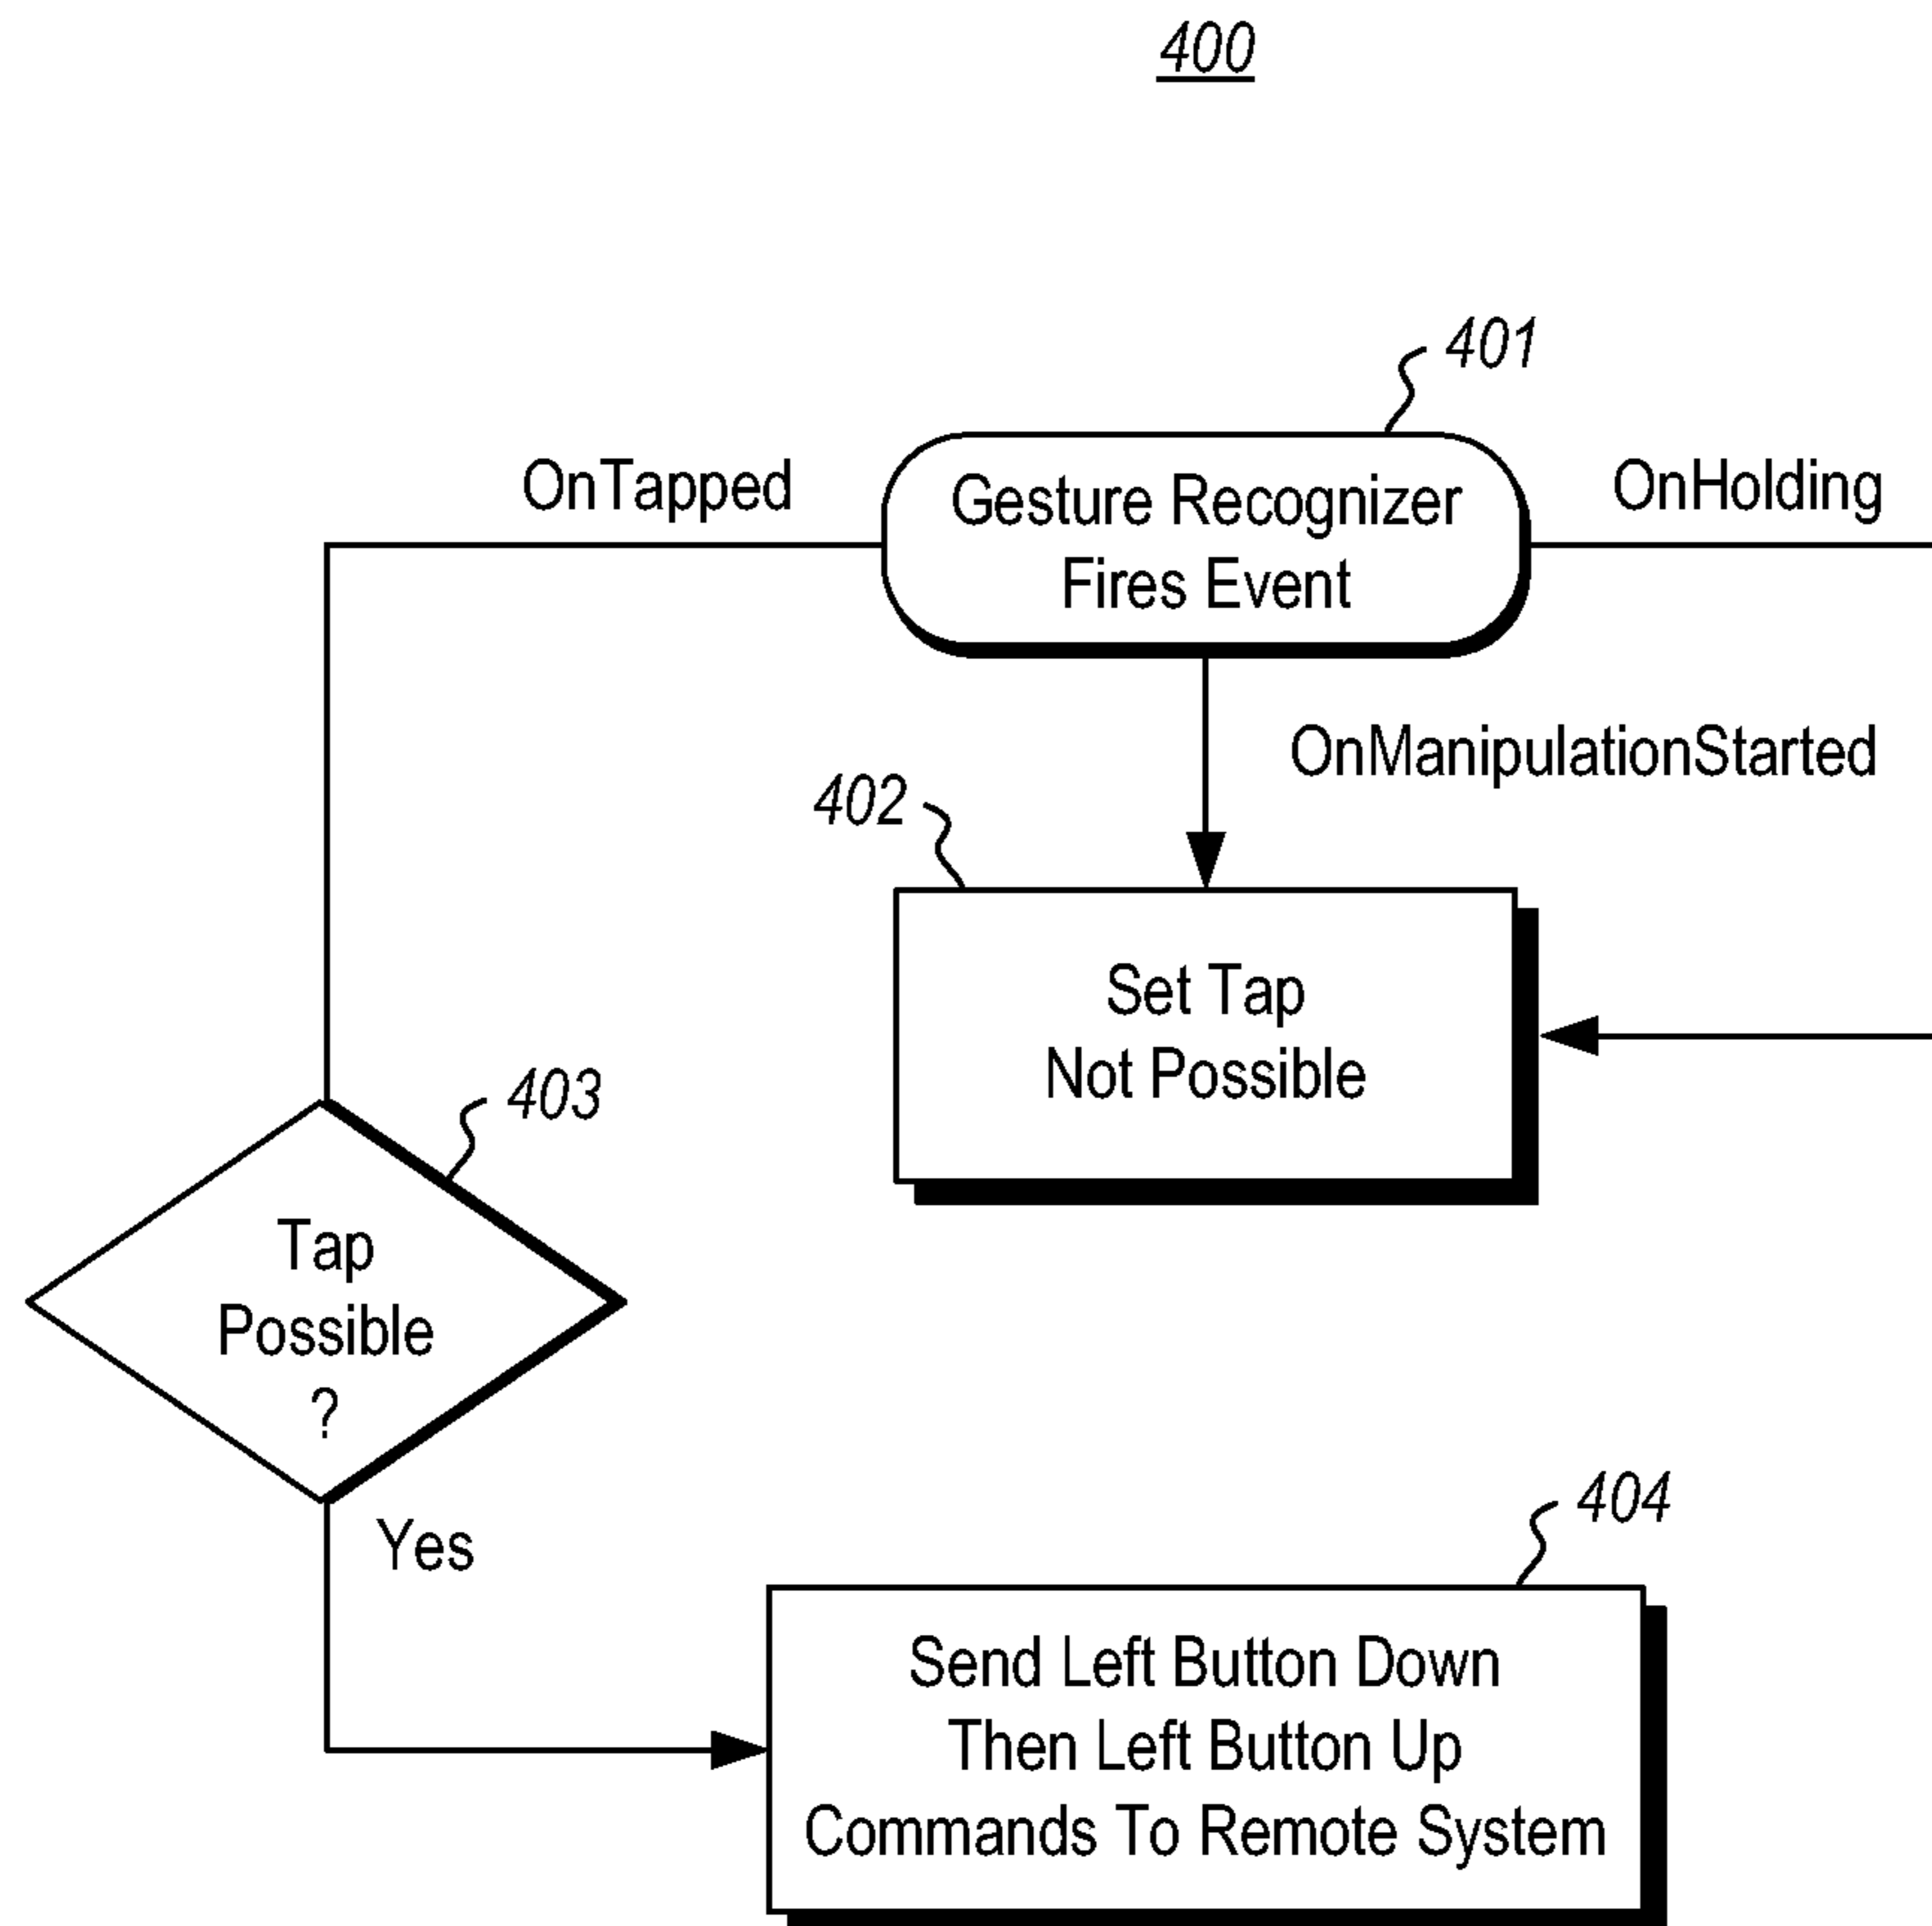 400
401
OnTapped
Gesture Recognizer
Fires Event
OnHolding
OnManipulationStarted
402
Set Tap
Not Possible
403
Tap
Possible
?
Yes
404
Send Left Button Down
Then Left Button Up
Commands To Remote System